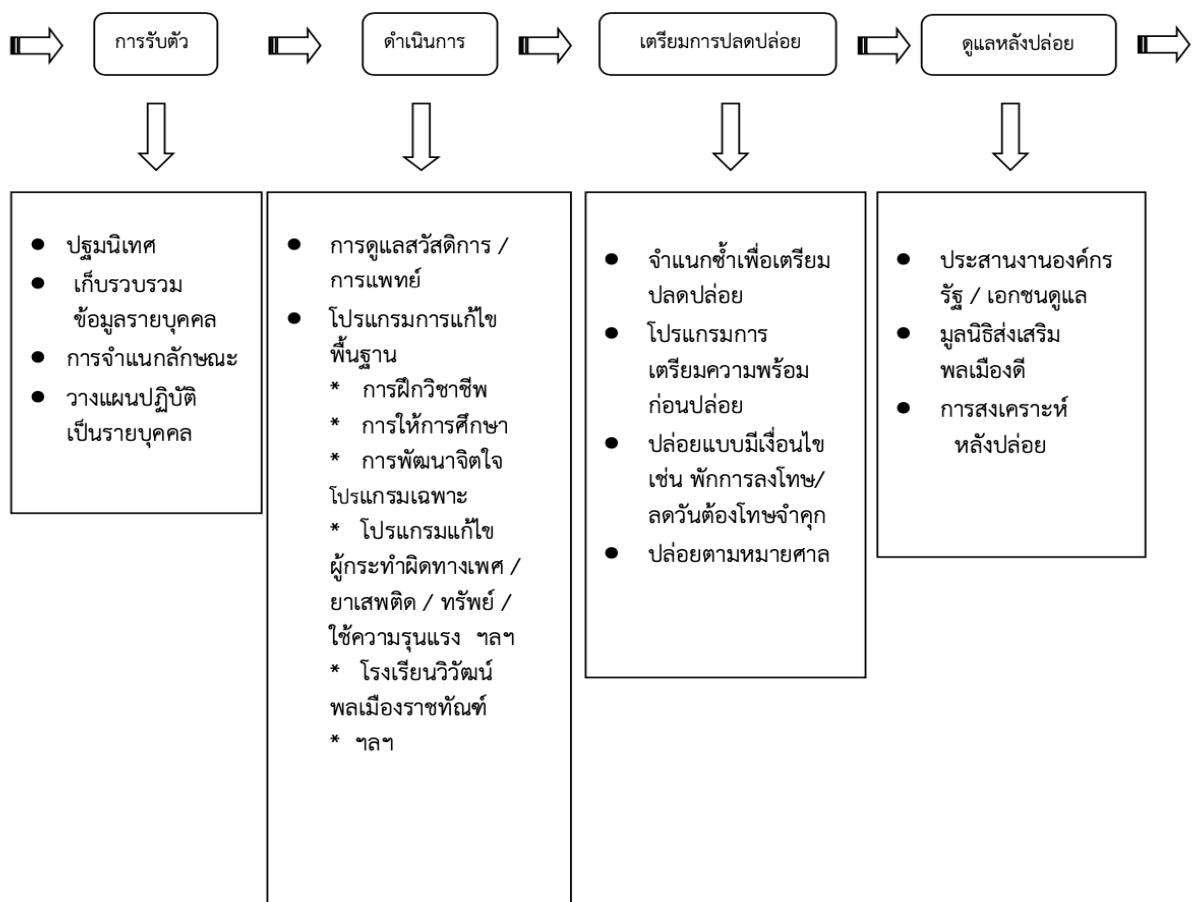 การรับตัว
ดำเนินการ
เตรียมการปลดปล่อย
ดูแลหลังปล่อย
● ปฐมนิเทศ
● เก็บรวบรวม
ข้อมูลรายบุคคล
● การจำแนกลักษณะ
● วางแผนปฏิบัติ
เป็นรายบุคคล
● การดูแลสวัสดิการ /
การแพทย์
● โปรแกรมการแก้ไข
พื้นฐาน
* การฝึกวิชาชีพ
* การให้การศึกษา
* การพัฒนาจิตใจ
โปรแกรมเฉพาะ
* โปรแกรมแก้ไข
ผู้กระทำผิดทางเพศ /
ยาเสพติด / ทรัพย์ /
ใช้ความรุนแรง ฯลฯ
* โรงเรียนวิวัฒน์
พลเมืองราชทัณฑ์
* ฯลฯ
● จำแนกซ้ำเพื่อเตรียม
ปลดปล่อย
● โปรแกรมการ
เตรียมความพร้อม
ก่อนปล่อย
● ปล่อยแบบมีเงื่อนไข
เช่น พักการลงโทษ/
ลดวันต้องโทษจำคุก
● ปล่อยตามหมายศาล
● ประสานงานองค์กร
รัฐ / เอกชนดูแล
● มูลนิธิส่งเสริม
พลเมืองดี
● การสงเคราะห์
หลังปล่อย